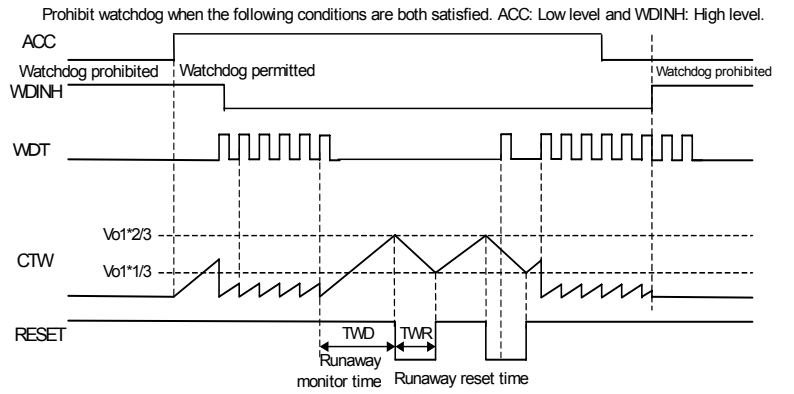 Prohibit watchdog when the following conditions are both satisfied. ACC: Low level and WDINH: High level.
ACC
Watchdog prohibited
Watchdog permitted
Watchdog prohibited
WDINH
WDT
Vo1*2/3
CTW
Vo1*1/3
RESET
TWD
TWR
Runaway
monitor time
Runaway reset time